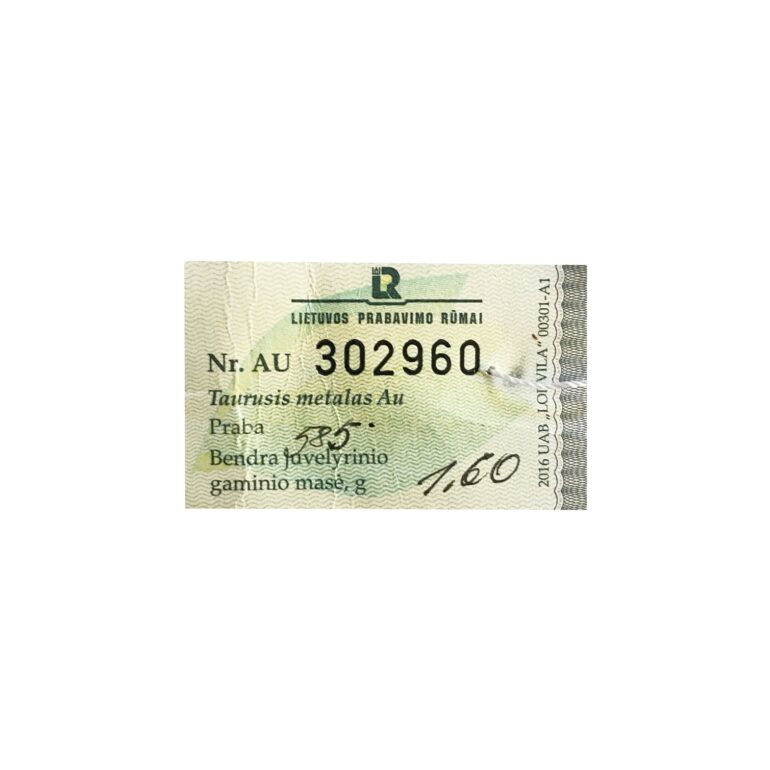 LR
LIETUVOS PRABAVIMO RŪMAI
Nr. AU 302960
Taurusis metalas Au
Praba 585.
Bendra juvelyrinio
gaminio masė, g 1,60
2016 UAB „LODVILA“ 00301-A1